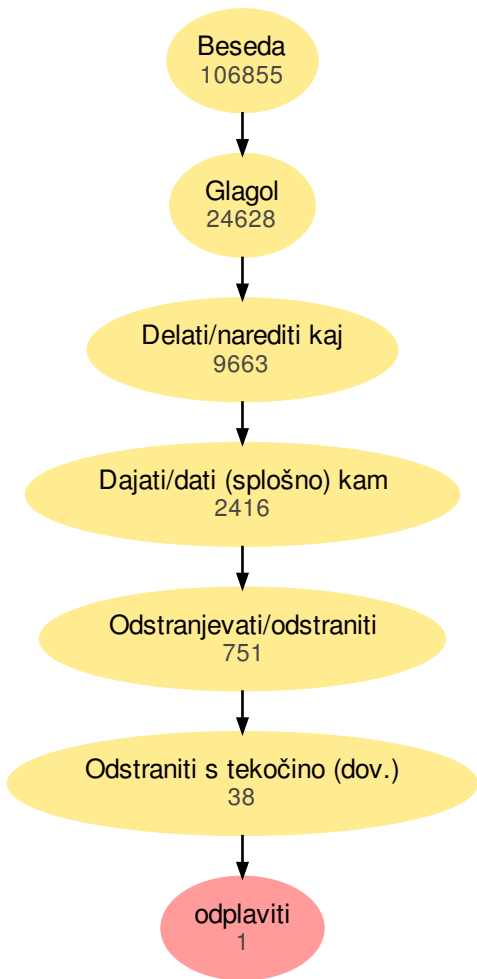 Beseda
106855
Glagol
24628
Delati/narediti kaj
9663
Dajati/dati (splošno) kam
2416
Odstranjevati/odstraniti
751
Odstraniti s tekočino (dov.)
38
odplaviti
1